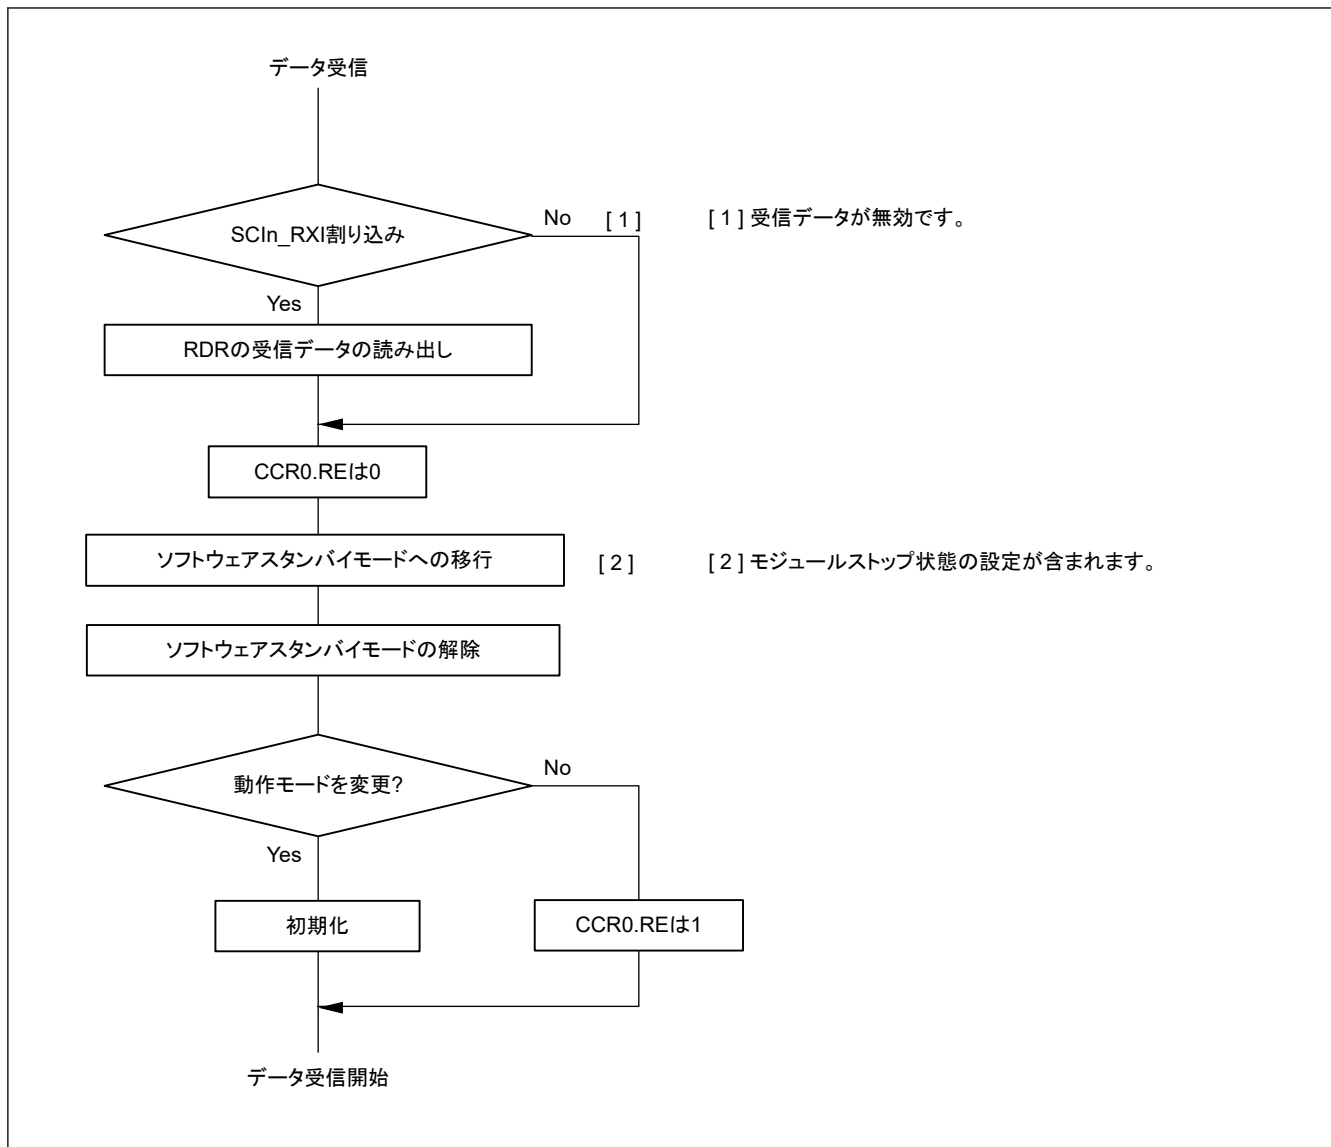 データ受信
SCIn_RXI割り込み
No
[ 1 ]
[ 1 ] 受信データが無効です。
Yes
RDRの受信データの読み出し
CCR0.REは0
ソフトウェアスタンバイモードへの移行
[ 2 ]
[ 2 ] モジュールストップ状態の設定が含まれます。
ソフトウェアスタンバイモードの解除
動作モードを変更?
No
Yes
初期化
CCR0.REは1
データ受信開始